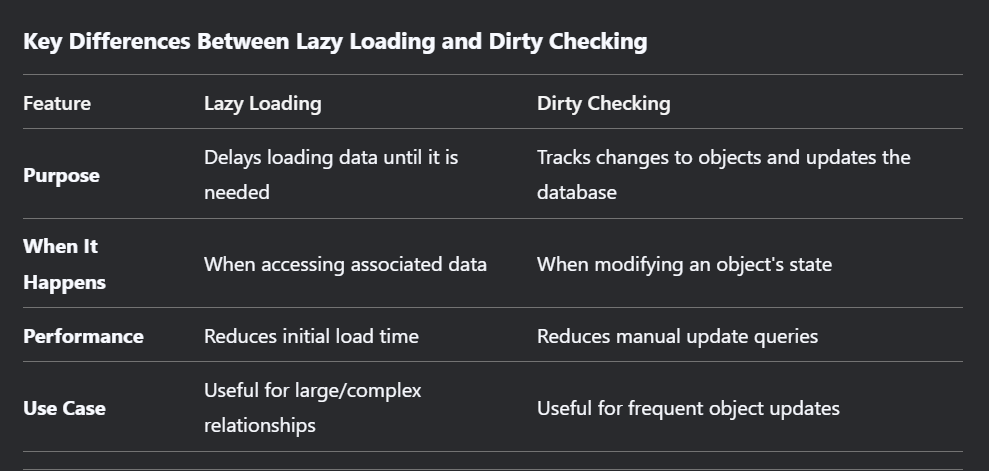 Key Differences Between Lazy Loading and Dirty Checking
Feature Lazy Loading Dirty Checking
Purpose Delays loading data until it is needed Tracks changes to objects and updates the database
When It Happens When accessing associated data When modifying an object's state
Performance Reduces initial load time Reduces manual update queries
Use Case Useful for large/complex relationships Useful for frequent object updates